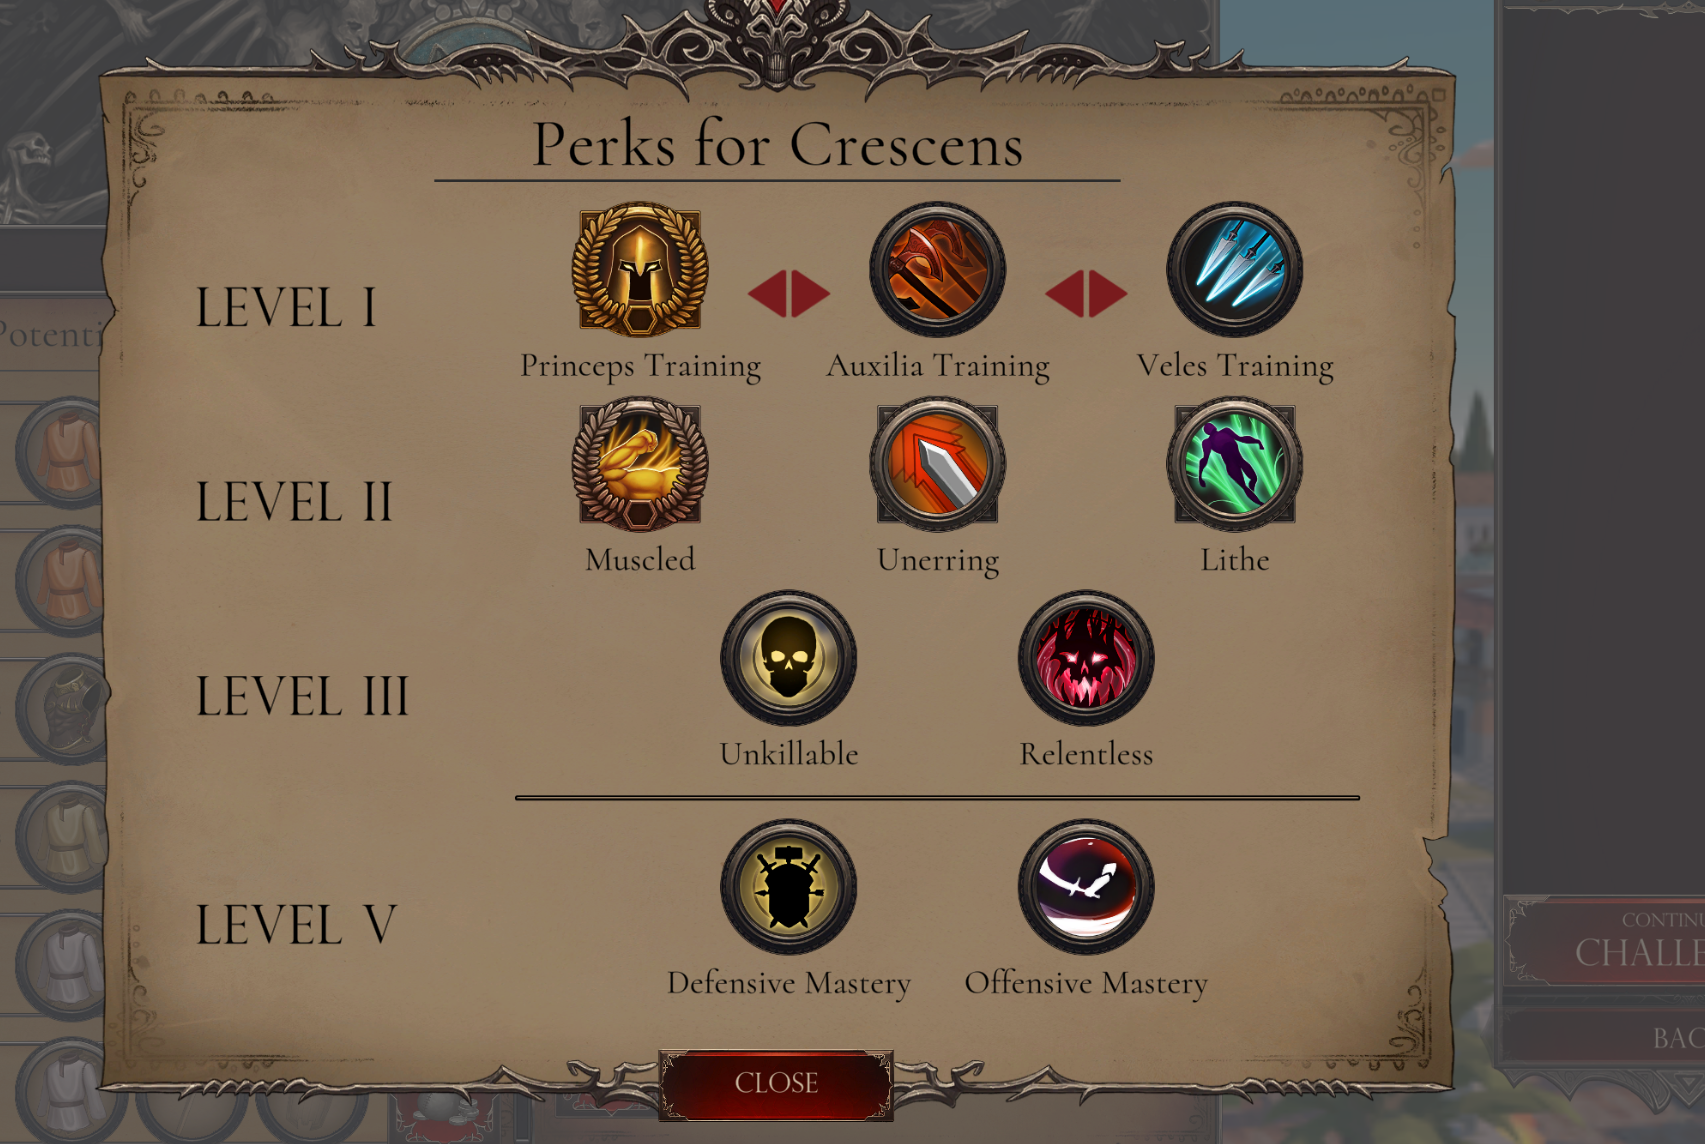 Perks for Crescens
LEVEL I
Princeps Training
Auxilia Training
Veles Training
LEVEL II
Muscled
Unerring
Lithe
LEVEL III
Unkillable
Relentless
LEVEL V
Defensive Mastery
Offensive Mastery
CLOSE